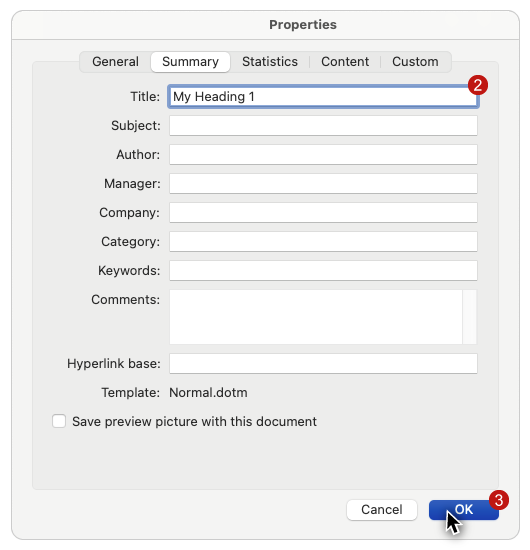 Properties
General Summary Statistics Content Custom
Title: My Heading 1 2
Subject:
Author:
Manager:
Company:
Category:
Keywords:
Comments:
Hyperlink base:
Template: Normal.dotm
Save preview picture with this document
Cancel OK 3